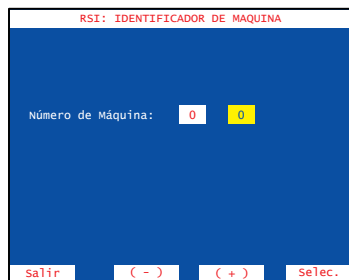 RSI: IDENTIFICADOR DE MAQUINA
Número de Máquina: 0 0
Salir ( - ) ( + ) Selec.